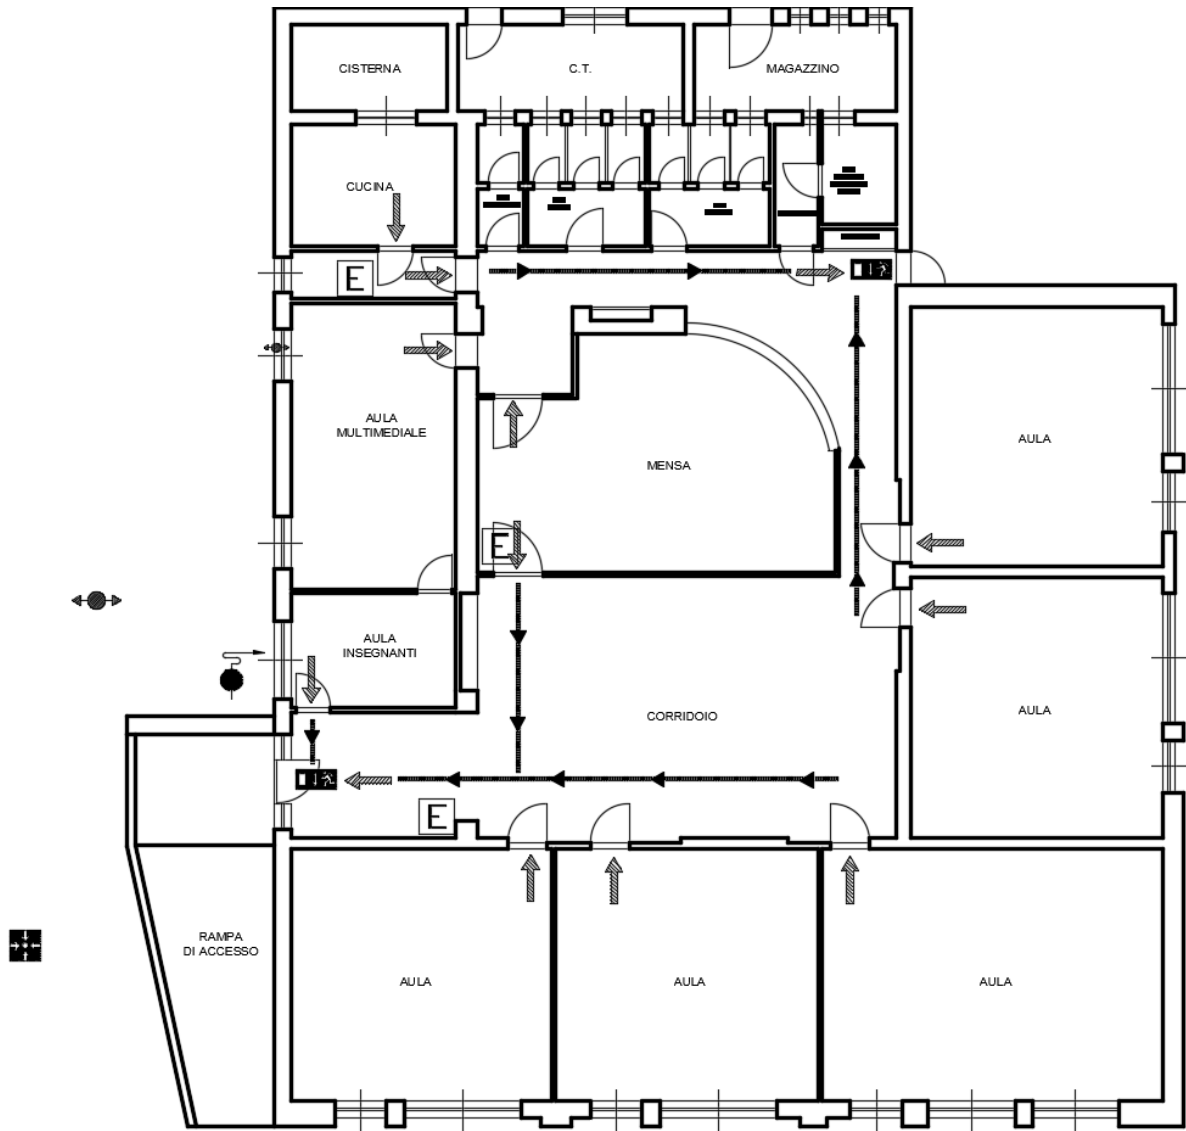 CISTERNA
C.T.
MAGAZZINO
CUCINA
E
AULA
MULTIMEDIALE
AULA
MENSA
E
AULA
INSEGNANTI
CORRIDOIO
AULA
E
RAMPA
DI ACCESSO
AULA
AULA
AULA